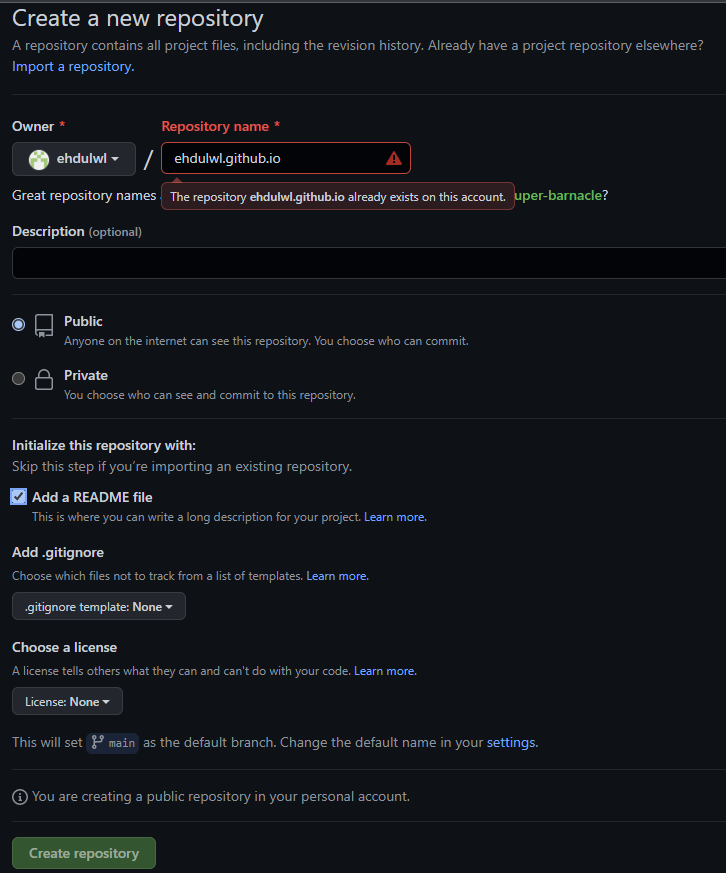 Create a new repository
A repository contains all project files, including the revision history. Already have a project repository elsewhere?
Import a repository.
Owner *
Repository name *
ehdulwl
/
ehdulwl.github.io
Great repository names
The repository ehdulwl.github.io already exists on this account.
uper-barnacle?
Description (optional)
Public
Anyone on the internet can see this repository. You choose who can commit.
Private
You choose who can see and commit to this repository.
Initialize this repository with:
Skip this step if you’re importing an existing repository.
Add a README file
This is where you can write a long description for your project. Learn more.
Add .gitignore
Choose which files not to track from a list of templates. Learn more.
.gitignore template: None
Choose a license
A license tells others what they can and can't do with your code. Learn more.
License: None
This will set main as the default branch. Change the default name in your settings.
You are creating a public repository in your personal account.
Create repository